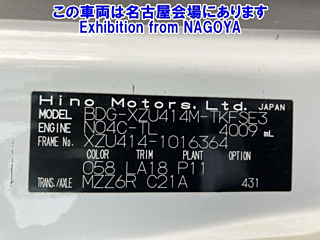 この車両は名古屋会場にあります
Exhibition from NAGOYA
Hino Motors, Ltd. JAPAN
MODEL BDG-XZU414M-TKFSE3
ENGINE N04C-TL 4009 mL
FRAME No. XZU414-1016364
COLOR TRIM PLANT OPTION
058 LA18 P11
TRANS./AXLE MZZ6R C21A 431